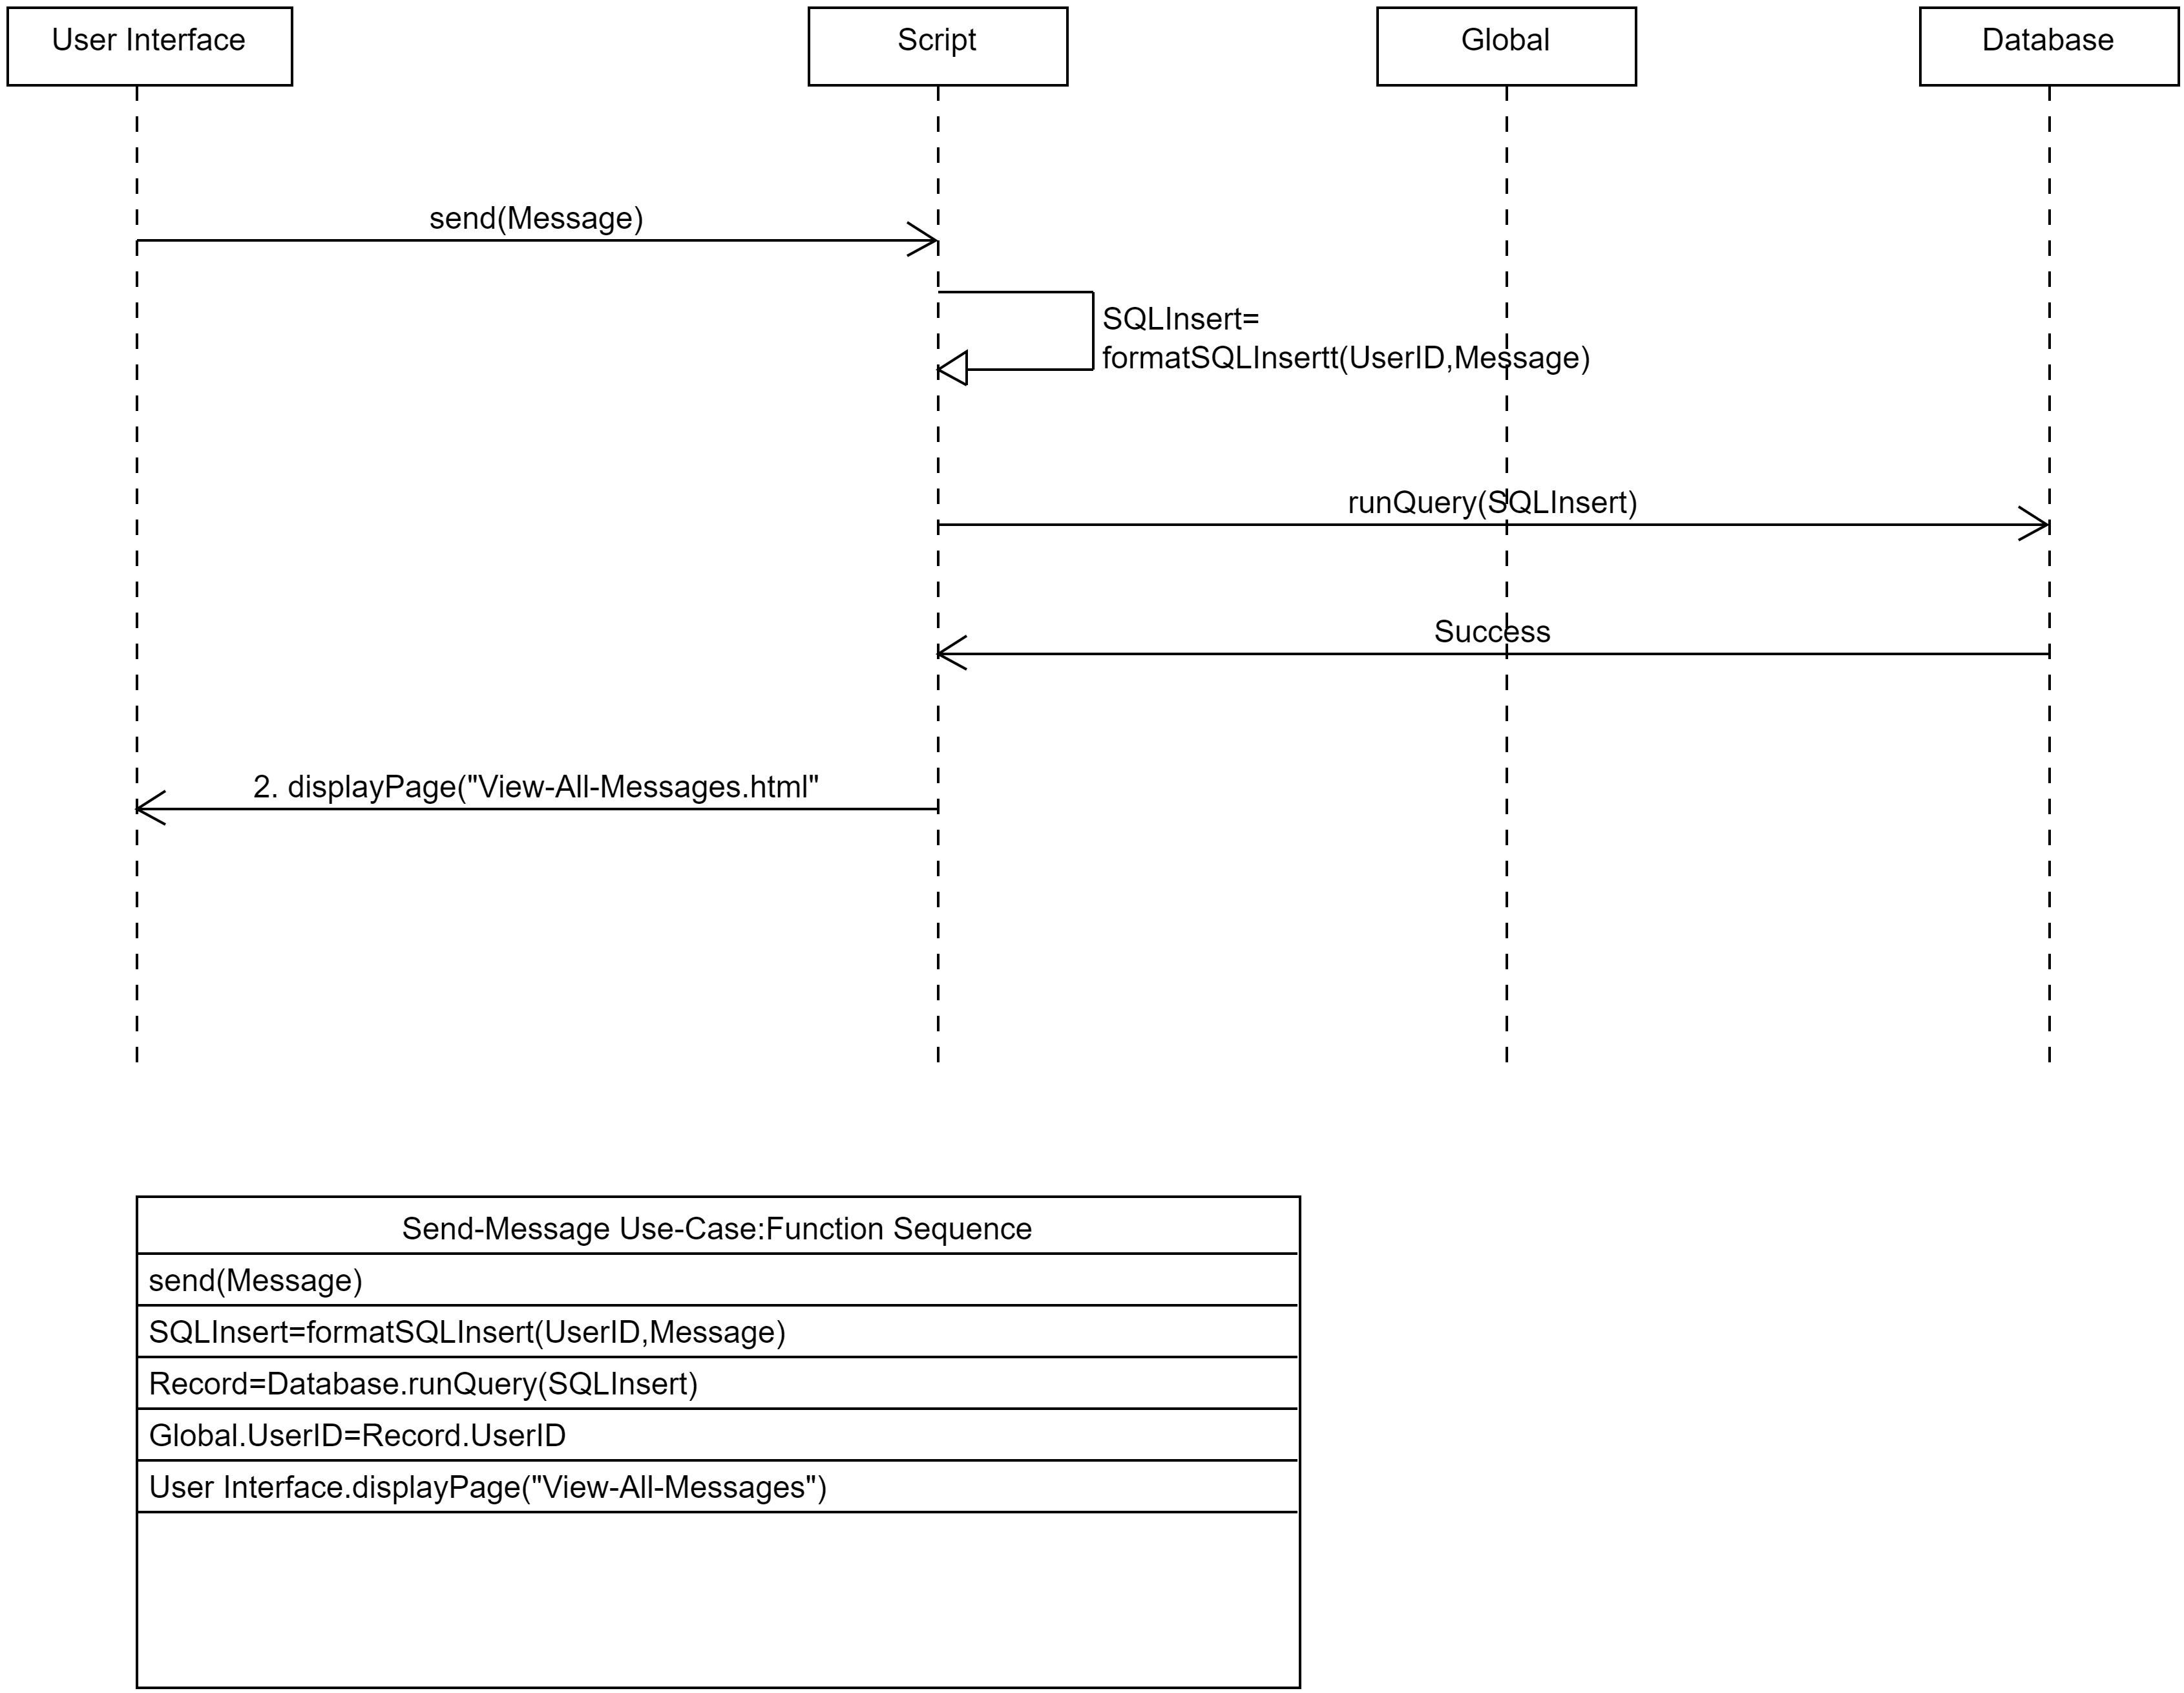 User Interface
Script
Global
Database
send(Message)
SQLInsert=
formatSQLInsertt(UserID,Message)
runQuery(SQLInsert)
Success
2. displayPage("View-All-Messages.html"
Send-Message Use-Case:Function Sequence
send(Message)
SQLInsert=formatSQLInsert(UserID,Message)
Record=Database.runQuery(SQLInsert)
Global.UserID=Record.UserID
User Interface.displayPage("View-All-Messages")